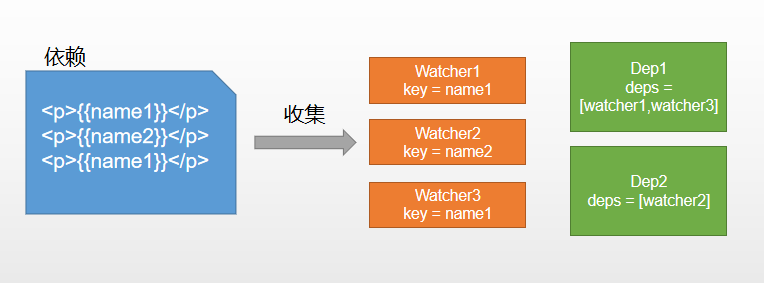 依赖
<p>{{name1}}</p>
<p>{{name2}}</p>
<p>{{name1}}</p>
收集
Watcher1
key = name1
Watcher2
key = name2
Watcher3
key = name1
Dep1
deps =
[watcher1,watcher3]
Dep2
deps = [watcher2]